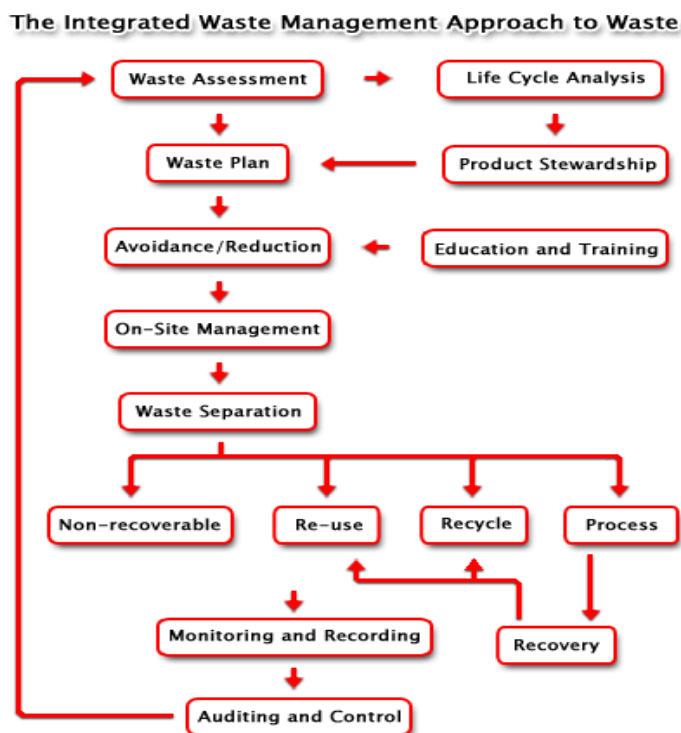 The Integrated Waste Management Approach to Waste
Waste Assessment
Life Cycle Analysis
Waste Plan
Product Stewardship
Avoidance/Reduction
Education and Training
On-Site Management
Waste Separation
Non-recoverable
Re-use
Recycle
Process
Monitoring and Recording
Recovery
Auditing and Control